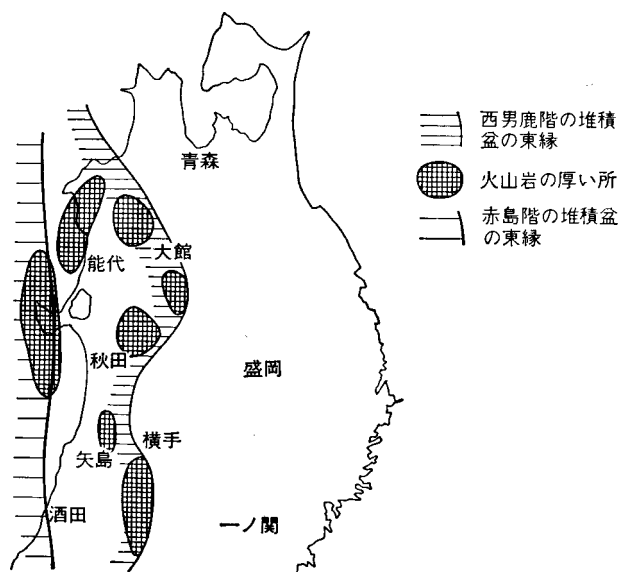 青森
大館
能代
秋田
盛岡
横手
矢島
酒田
一ノ関
西男鹿階の堆積
盆の東縁
火山岩の厚い所
赤島階の堆積盆
の東縁